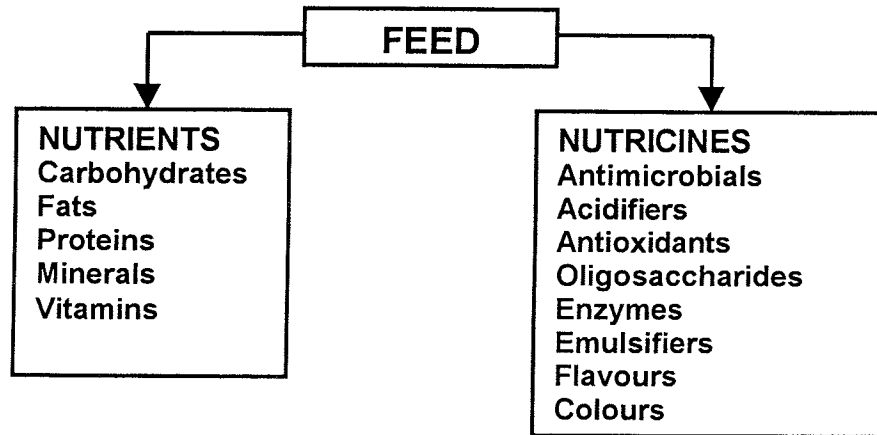 FEED
NUTRIENTS
Carbohydrates
Fats
Proteins
Minerals
Vitamins
NUTRICINES
Antimicrobials
Acidifiers
Antioxidants
Oligosaccharides
Enzymes
Emulsifiers
Flavours
Colours